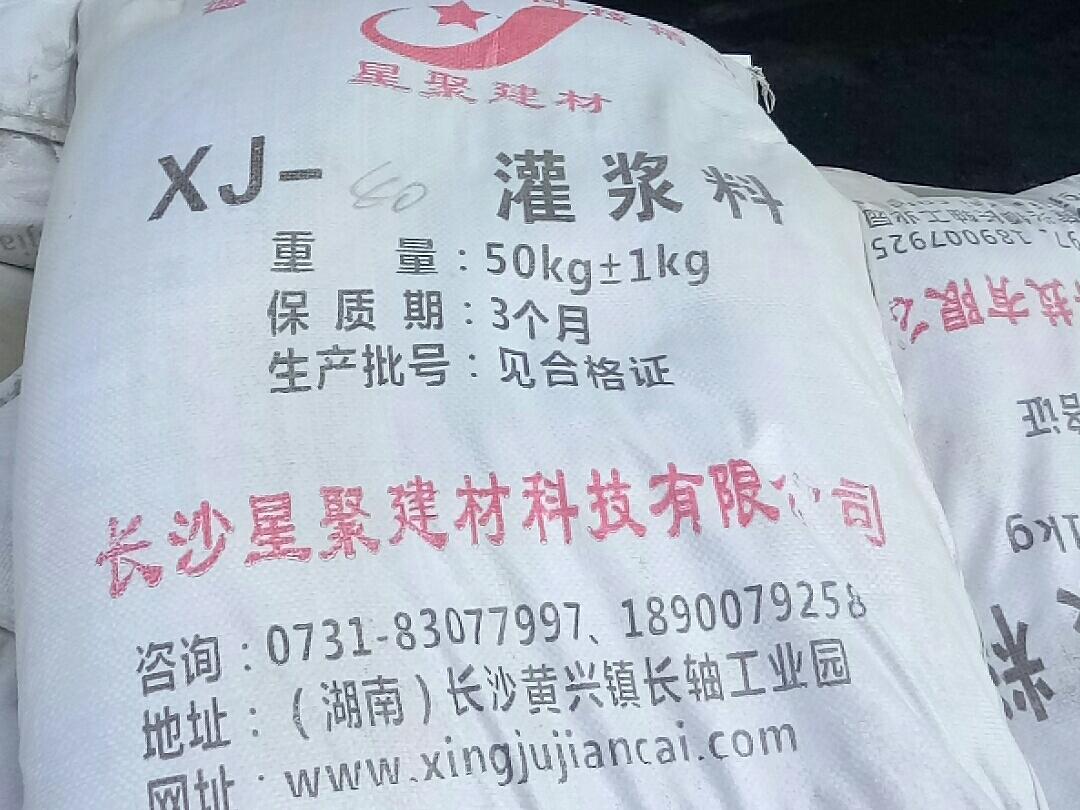 星聚建材
XJ-60 灌浆料
重量:50kg±1kg
保质期:3个月
生产批号:见合格证
长沙星聚建材科技有限公司
咨询:0731-83077997、1890079258
地址:(湖南)长沙黄兴镇长轴工业园
网址:www.xingjujiancai.com